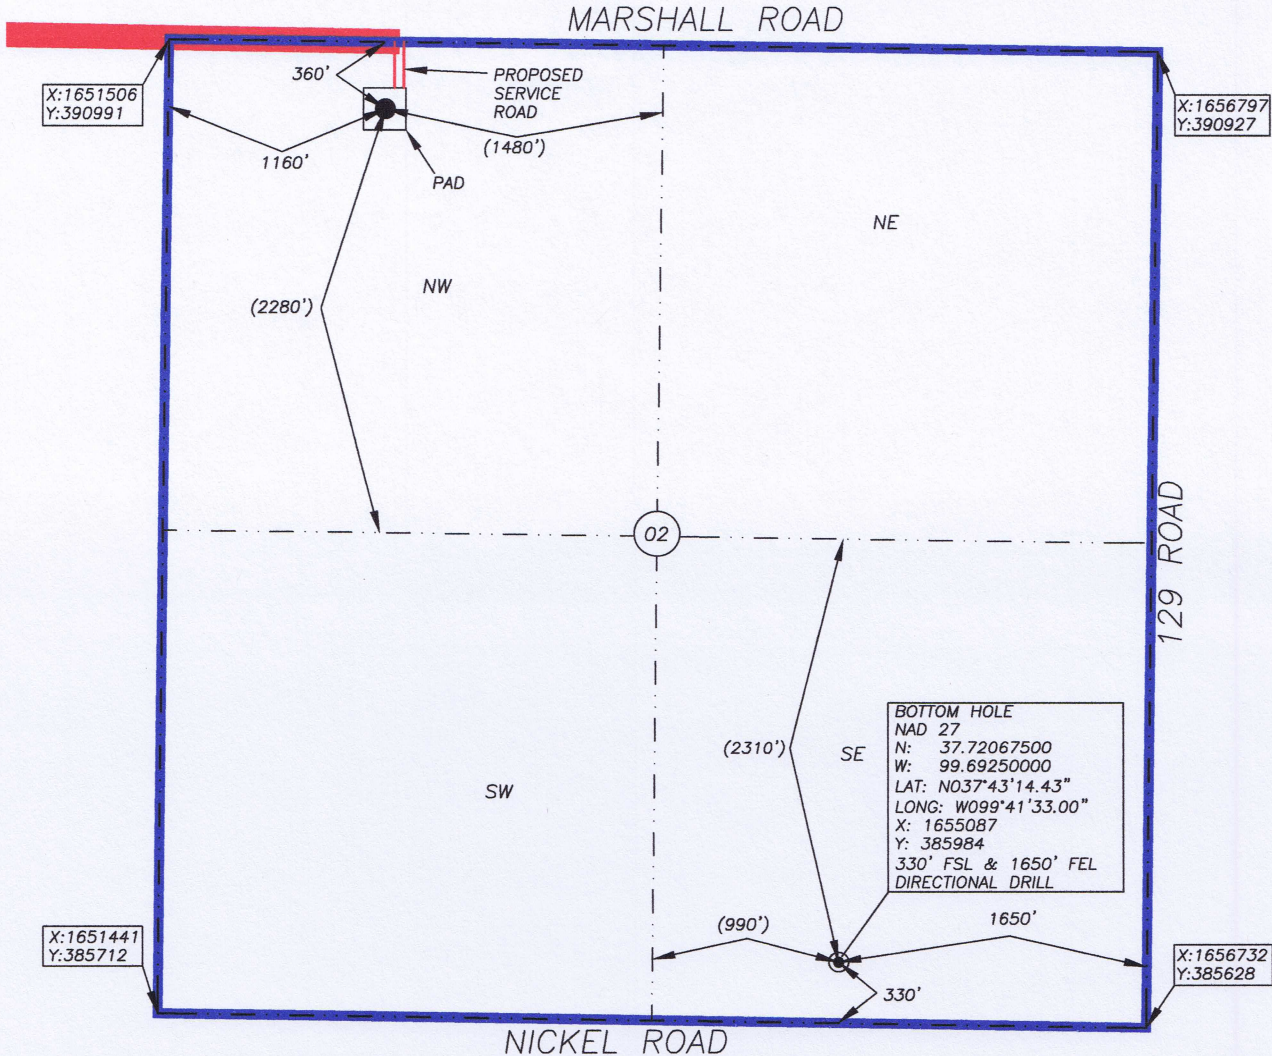 MARSHALL ROAD
X:1651506
Y:390991
360'
PROPOSED
SERVICE
ROAD
X:1656797
Y:390927
1160'
(1480')
PAD
NE
NW
(2280')
02
129 ROAD
BOTTOM HOLE
NAD 27
N: 37.72067500
W: 99.69250000
LAT: N037°43'14.43"
LONG: W099°41'33.00"
X: 1655087
Y: 385984
330' FSL & 1650' FEL
DIRECTIONAL DRILL
(2310')
SE
SW
(990')
1650'
X:1651441
Y:385712
X:1656732
Y:385628
330'
NICKEL ROAD